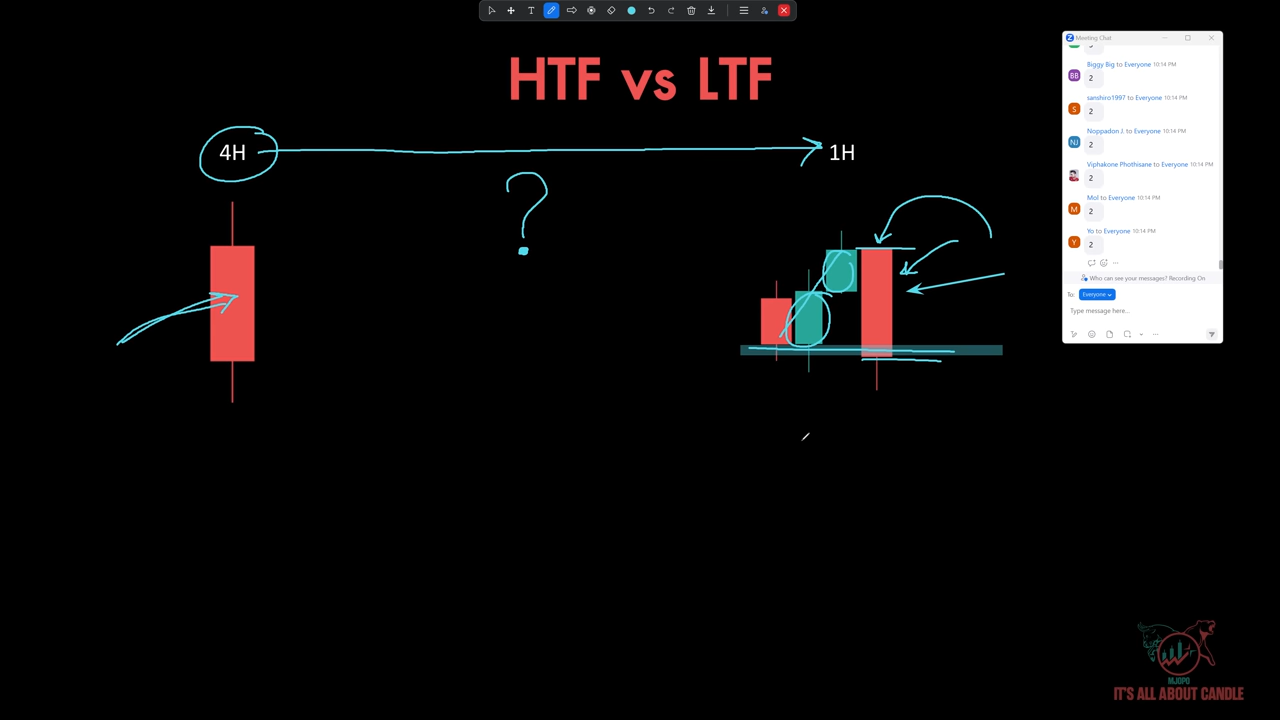 HTF vs LTF
4H
1H
?
Meeting Chat
Biggy Big to Everyone 10:14 PM
BB
2
sanshiro1997 to Everyone 10:14 PM
S
2
Noppadon J. to Everyone 10:14 PM
NJ
2
Viphakone Phothisane to Everyone 10:14 PM
2
Mol to Everyone 10:14 PM
M
2
Yo to Everyone 10:14 PM
Y
2
Who can see your messages? Recording On
To: Everyone
Type message here...
MJOPO
IT'S ALL ABOUT CANDLE